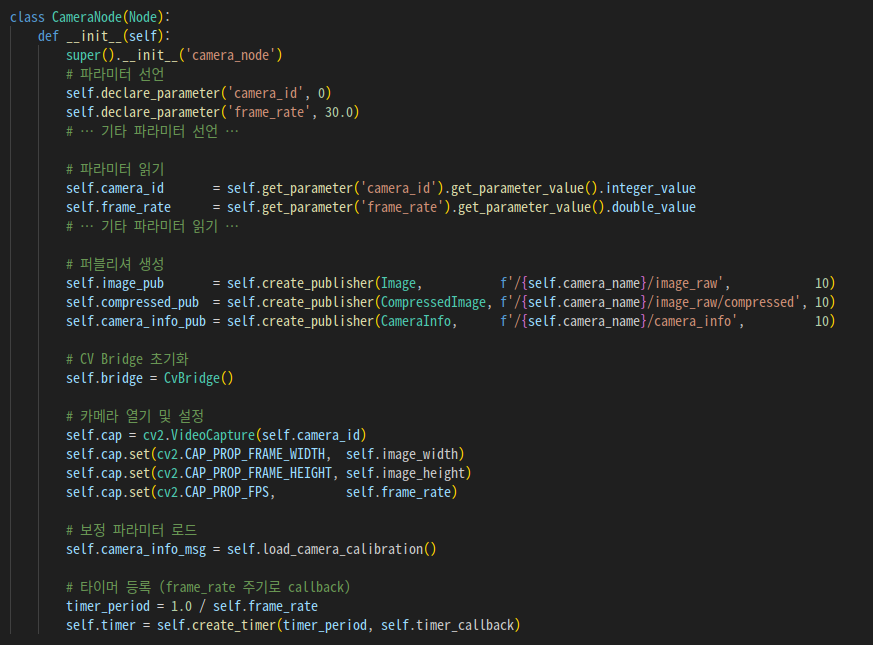 class CameraNode(Node):
    def __init__(self):
        super().__init__('camera_node')
        # 파라미터 선언
        self.declare_parameter('camera_id', 0)
        self.declare_parameter('frame_rate', 30.0)
        # … 기타 파라미터 선언 …

        # 파라미터 읽기
        self.camera_id       = self.get_parameter('camera_id').get_parameter_value().integer_value
        self.frame_rate      = self.get_parameter('frame_rate').get_parameter_value().double_value
        # … 기타 파라미터 읽기 …

        # 퍼블리셔 생성
        self.image_pub       = self.create_publisher(Image,           f'/{self.camera_name}/image_raw',            10)
        self.compressed_pub  = self.create_publisher(CompressedImage, f'/{self.camera_name}/image_raw/compressed', 10)
        self.camera_info_pub = self.create_publisher(CameraInfo,      f'/{self.camera_name}/camera_info',          10)

        # CV Bridge 초기화
        self.bridge = CvBridge()

        # 카메라 열기 및 설정
        self.cap = cv2.VideoCapture(self.camera_id)
        self.cap.set(cv2.CAP_PROP_FRAME_WIDTH,  self.image_width)
        self.cap.set(cv2.CAP_PROP_FRAME_HEIGHT, self.image_height)
        self.cap.set(cv2.CAP_PROP_FPS,          self.frame_rate)

        # 보정 파라미터 로드
        self.camera_info_msg = self.load_camera_calibration()

        # 타이머 등록 (frame_rate 주기로 callback)
        timer_period = 1.0 / self.frame_rate
        self.timer = self.create_timer(timer_period, self.timer_callback)